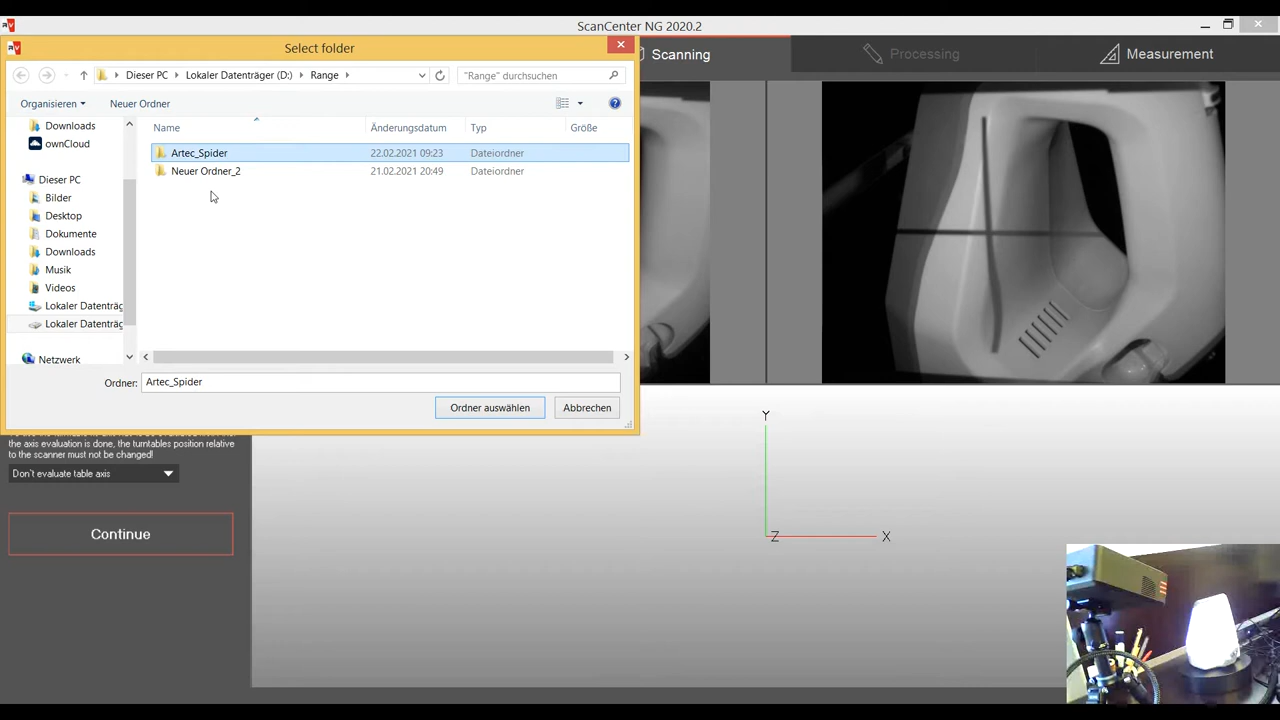 ScanCenter NG 2020.2
Select folder
Scanning
Processing
Measurement
Dieser PC
Lokaler Datenträger (D:)
Range
"Range" durchsuchen
Organisieren
Neuer Ordner
Name
Änderungsdatum
Typ
Größe
Downloads
ownCloud
Dieser PC
Bilder
Desktop
Dokumente
Downloads
Musik
Videos
Lokaler Datenträg
Lokaler Datenträg
Netzwerk
Artec_Spider 22.02.2021 09:23 Dateiordner
Neuer Ordner_2 21.02.2021 20:49 Dateiordner
Ordner: Artec_Spider
Ordner auswählen
Abbrechen
the axis evaluation is done, the turntables position relative
to the scanner must not be changed!
Don't evaluate table axis
Continue
Y
Z
X